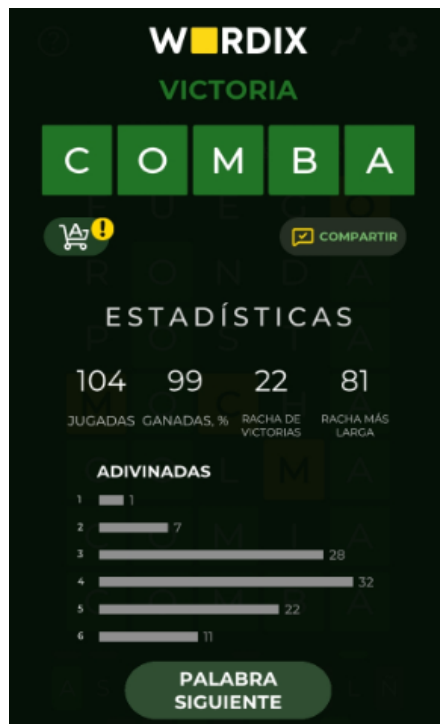 W RDIX
VICTORIA
C O M B A
COMPARTIR
ESTADÍSTICAS
104 99 22 81
JUGADAS GANADAS, % RACHA DE VICTORIAS RACHA MÁS LARGA
ADIVINADAS
1 1
2 7
3 28
4 32
5 22
6 11
PALABRA
SIGUIENTE